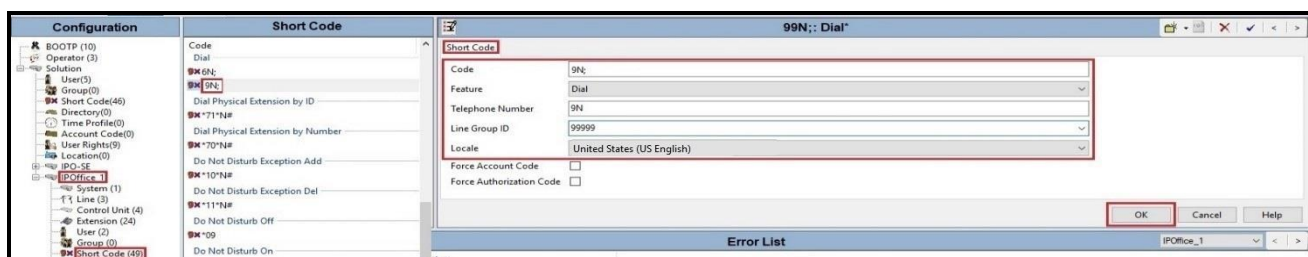 Configuration
BOOTP (10)
Operator (3)
Solution
User(5)
Group(0)
Short Code(46)
Directory(0)
Time Profile(0)
Account Code(0)
User Rights(9)
Location(0)
IPO-SE
IPOffice_1
System (1)
Line (3)
Control Unit (4)
Extension (24)
User (2)
Group (0)
Short Code (49)
Short Code
Code
Dial
6N;
9N;
Dial Physical Extension by ID
*71*N#
Dial Physical Extension by Number
*70*N#
Do Not Disturb Exception Add
*10*N#
Do Not Disturb Exception Del
*11*N#
Do Not Disturb Off
*09
Do Not Disturb On
99N;: Dial*
Short Code
Code 9N;
Feature Dial
Telephone Number 9N
Line Group ID 99999
Locale United States (US English)
Force Account Code
Force Authorization Code
OK Cancel Help
Error List IPOffice_1